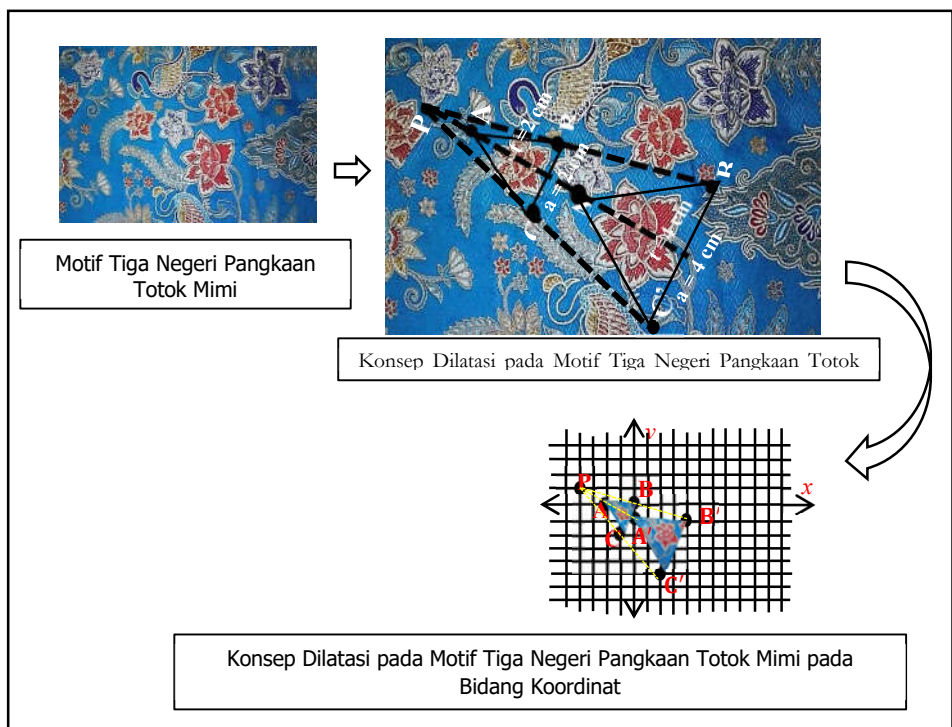 Motif Tiga Negeri Pangkaan
Totok Mimi
P
A
a = 4 cm
C'
Konsep Dilatasi pada Motif Tiga Negeri Pangkaan Totok
y
x
P
B
A
B'
A'
C
C'
Konsep Dilatasi pada Motif Tiga Negeri Pangkaan Totok Mimi pada
Bidang Koordinat